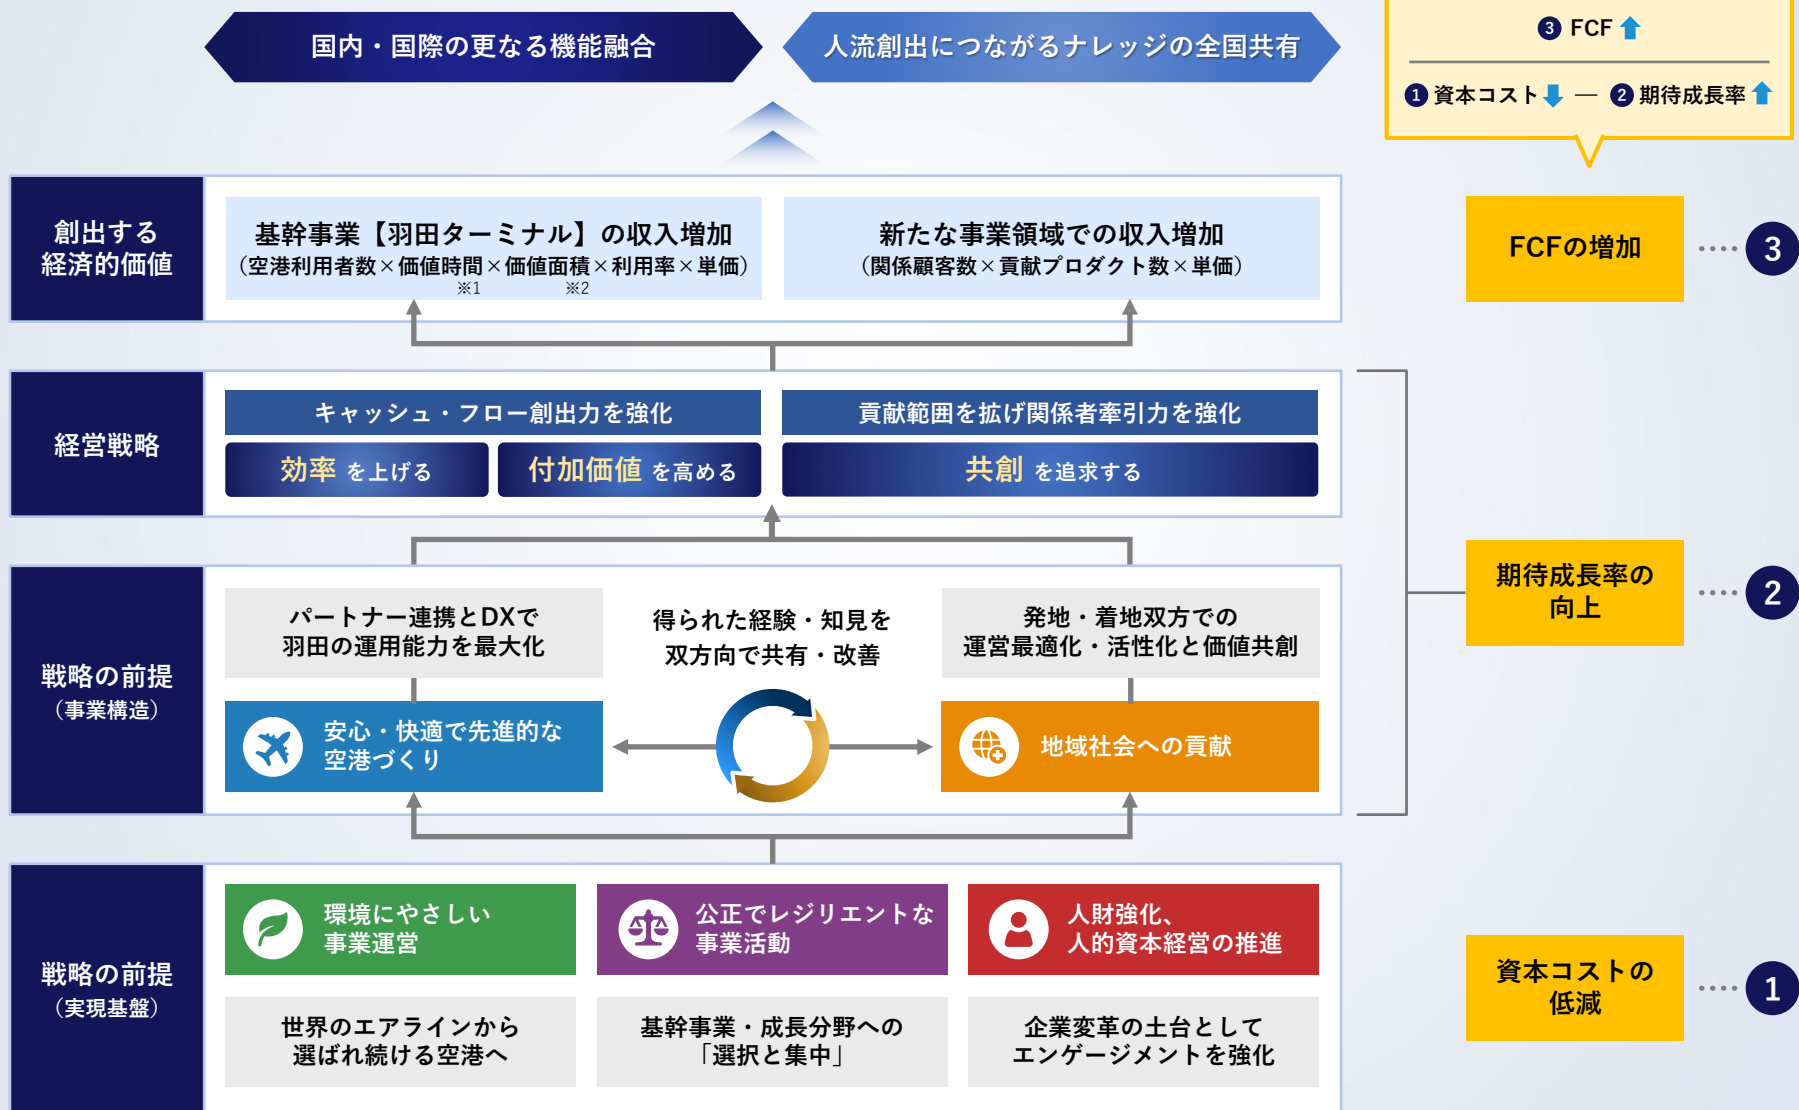 国内・国際の更なる機能融合
人流創出につながるナレッジの全国共有
3 FCF
1 資本コスト — 2 期待成長率
創出する
経済的価値
基幹事業【羽田ターミナル】の収入増加
（空港利用者数×価値時間×価値面積×利用率×単価）
※1 ※2
新たな事業領域での収入増加
（関係顧客数×貢献プロダクト数×単価）
FCFの増加
3
経営戦略
キャッシュ・フロー創出力を強化
効率 を上げる
付加価値 を高める
貢献範囲を拡げ関係者牽引力を強化
共創 を追求する
戦略の前提
（事業構造）
パートナー連携とDXで
羽田の運用能力を最大化
得られた経験・知見を
双方向で共有・改善
発地・着地双方での
運営最適化・活性化と価値共創
安心・快適で先進的な
空港づくり
地域社会への貢献
期待成長率の
向上
2
戦略の前提
（実現基盤）
環境にやさしい
事業運営
公正でレジリエントな
事業活動
人財強化、
人的資本経営の推進
世界のエアラインから
選ばれ続ける空港へ
基幹事業・成長分野への
「選択と集中」
企業変革の土台として
エンゲージメントを強化
資本コストの
低減
1